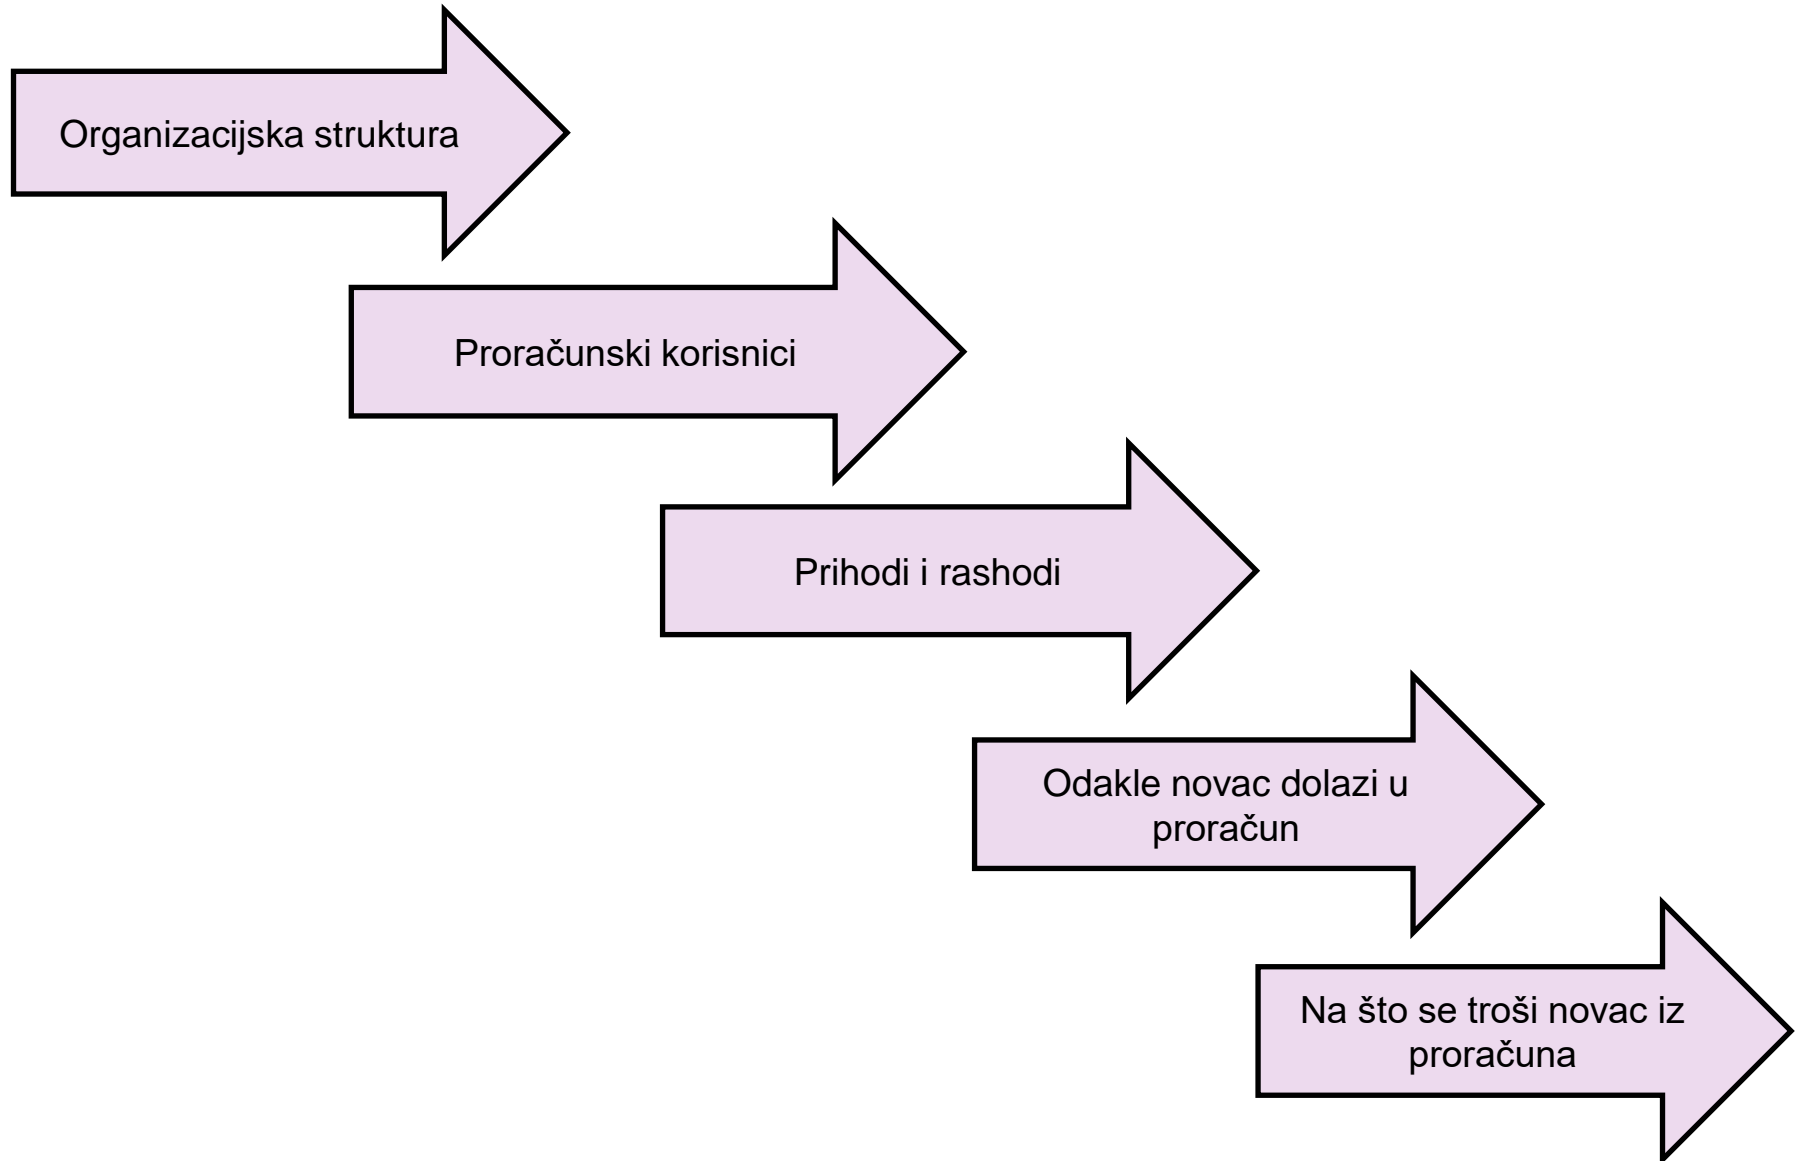 Organizacijska struktura
Proračunski korisnici
Prihodi i rashodi
Odakle novac dolazi u
proračun
Na što se troši novac iz
proračuna